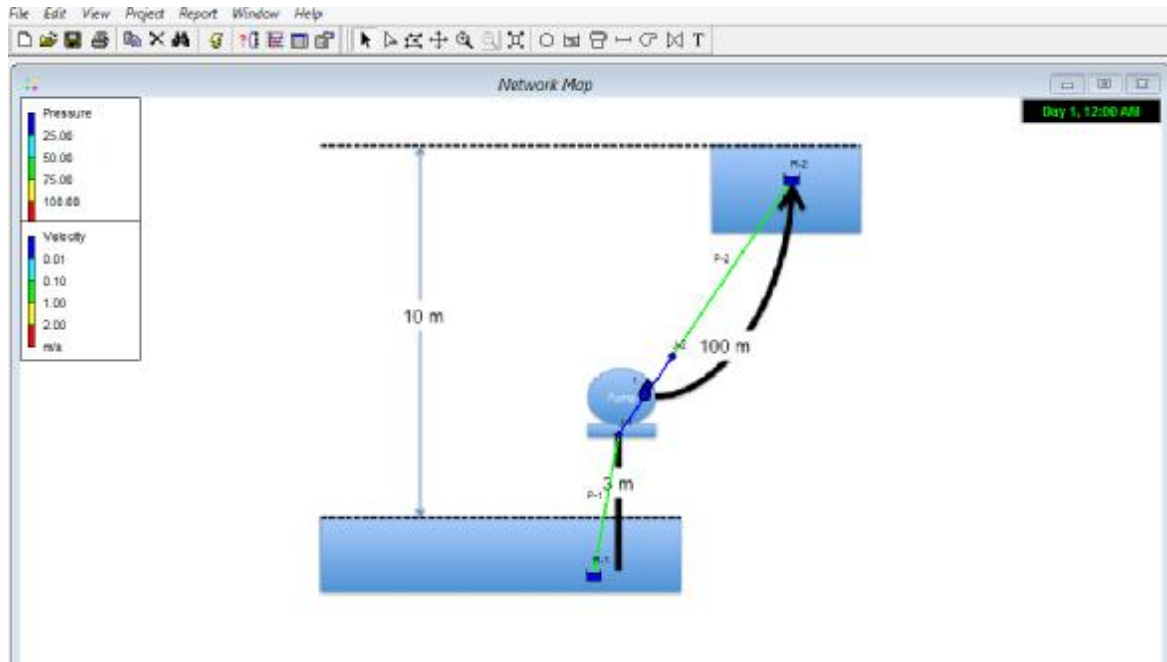 File Edit View Project Report Window Help
T
Network Map
Day 1, 12:00 AM
Pressure
25.00
50.00
75.00
100.00
Velocity
0.01
0.10
1.00
2.00
m/s
R-2
P-2
10 m
100 m
Pump
3 m
P-1
R-1